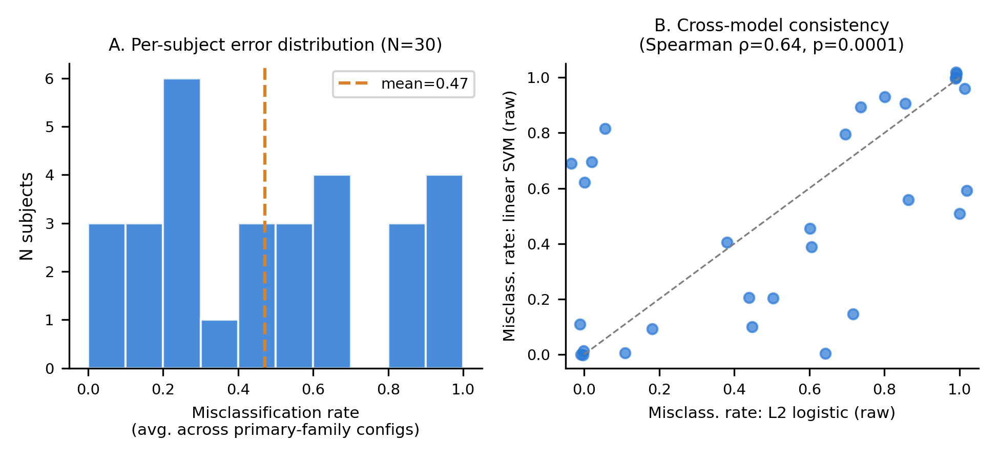 A. Per-subject error distribution (N=30)
mean=0.47
N subjects
6
5
4
3
2
1
0
0.0 0.2 0.4 0.6 0.8 1.0
Misclassification rate
(avg. across primary-family configs)
B. Cross-model consistency
(Spearman ρ=0.64, p=0.0001)
Misclass. rate: linear SVM (raw)
1.0
0.8
0.6
0.4
0.2
0.0
0.0 0.2 0.4 0.6 0.8 1.0
Misclass. rate: L2 logistic (raw)